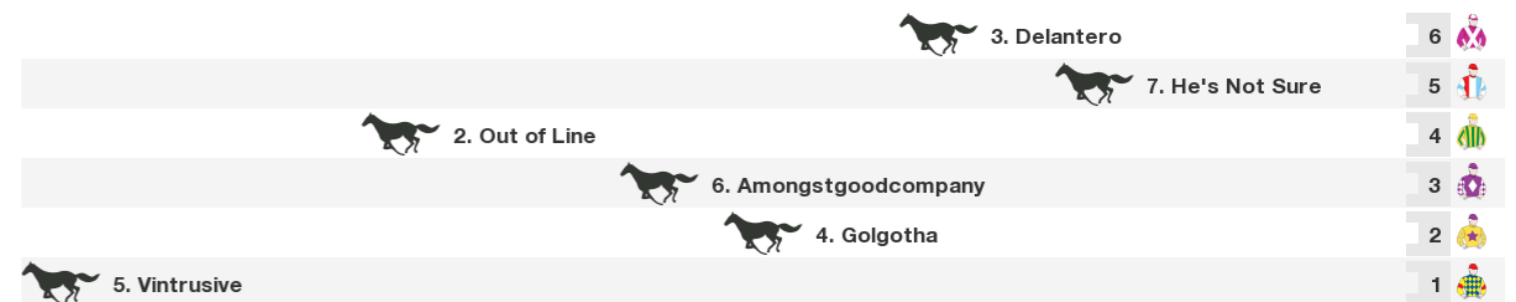 3. Delantero 6
7. He's Not Sure 5
2. Out of Line 4
6. Amongstgoodcompany 3
4. Golgotha 2
5. Vintrusive 1